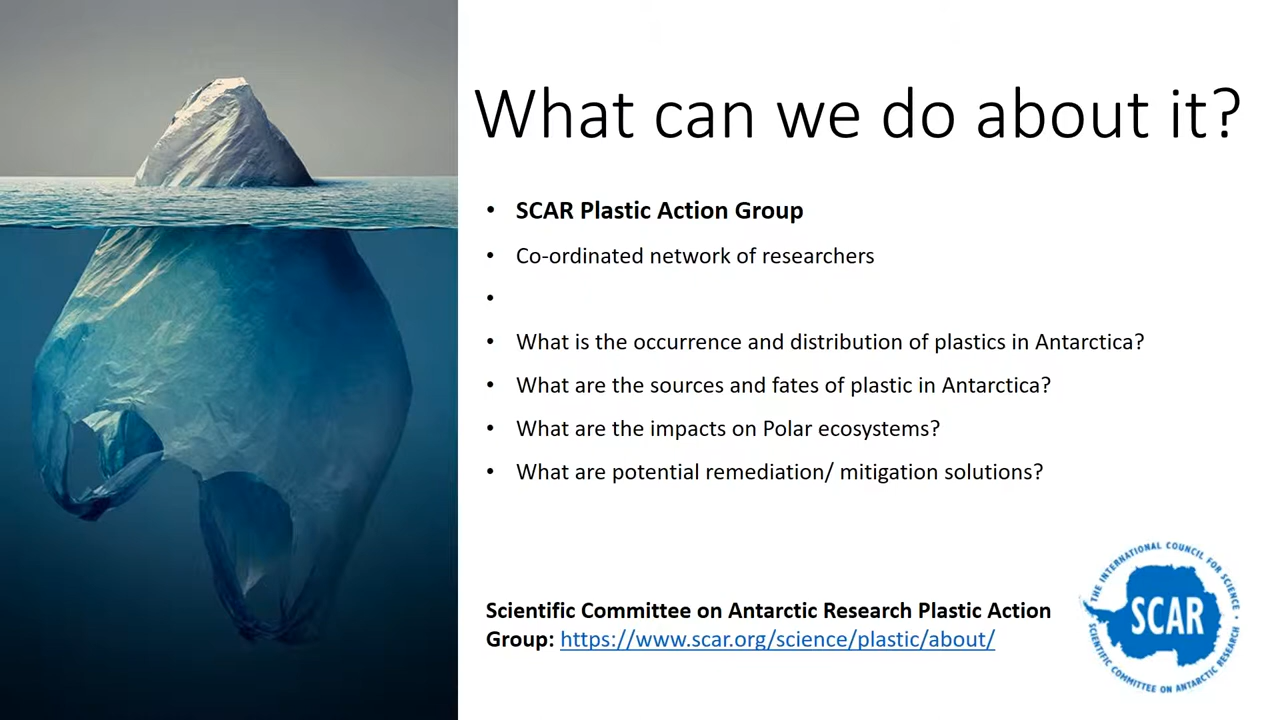 What can we do about it?
• SCAR Plastic Action Group
• Co-ordinated network of researchers
•
• What is the occurrence and distribution of plastics in Antarctica?
• What are the sources and fates of plastic in Antarctica?
• What are the impacts on Polar ecosystems?
• What are potential remediation/ mitigation solutions?
Scientific Committee on Antarctic Research Plastic Action
Group: https://www.scar.org/science/plastic/about/
THE INTERNATIONAL COUNCIL FOR SCIENCE
SCAR
SCIENTIFIC COMMITTEE ON ANTARCTIC RESEARCH